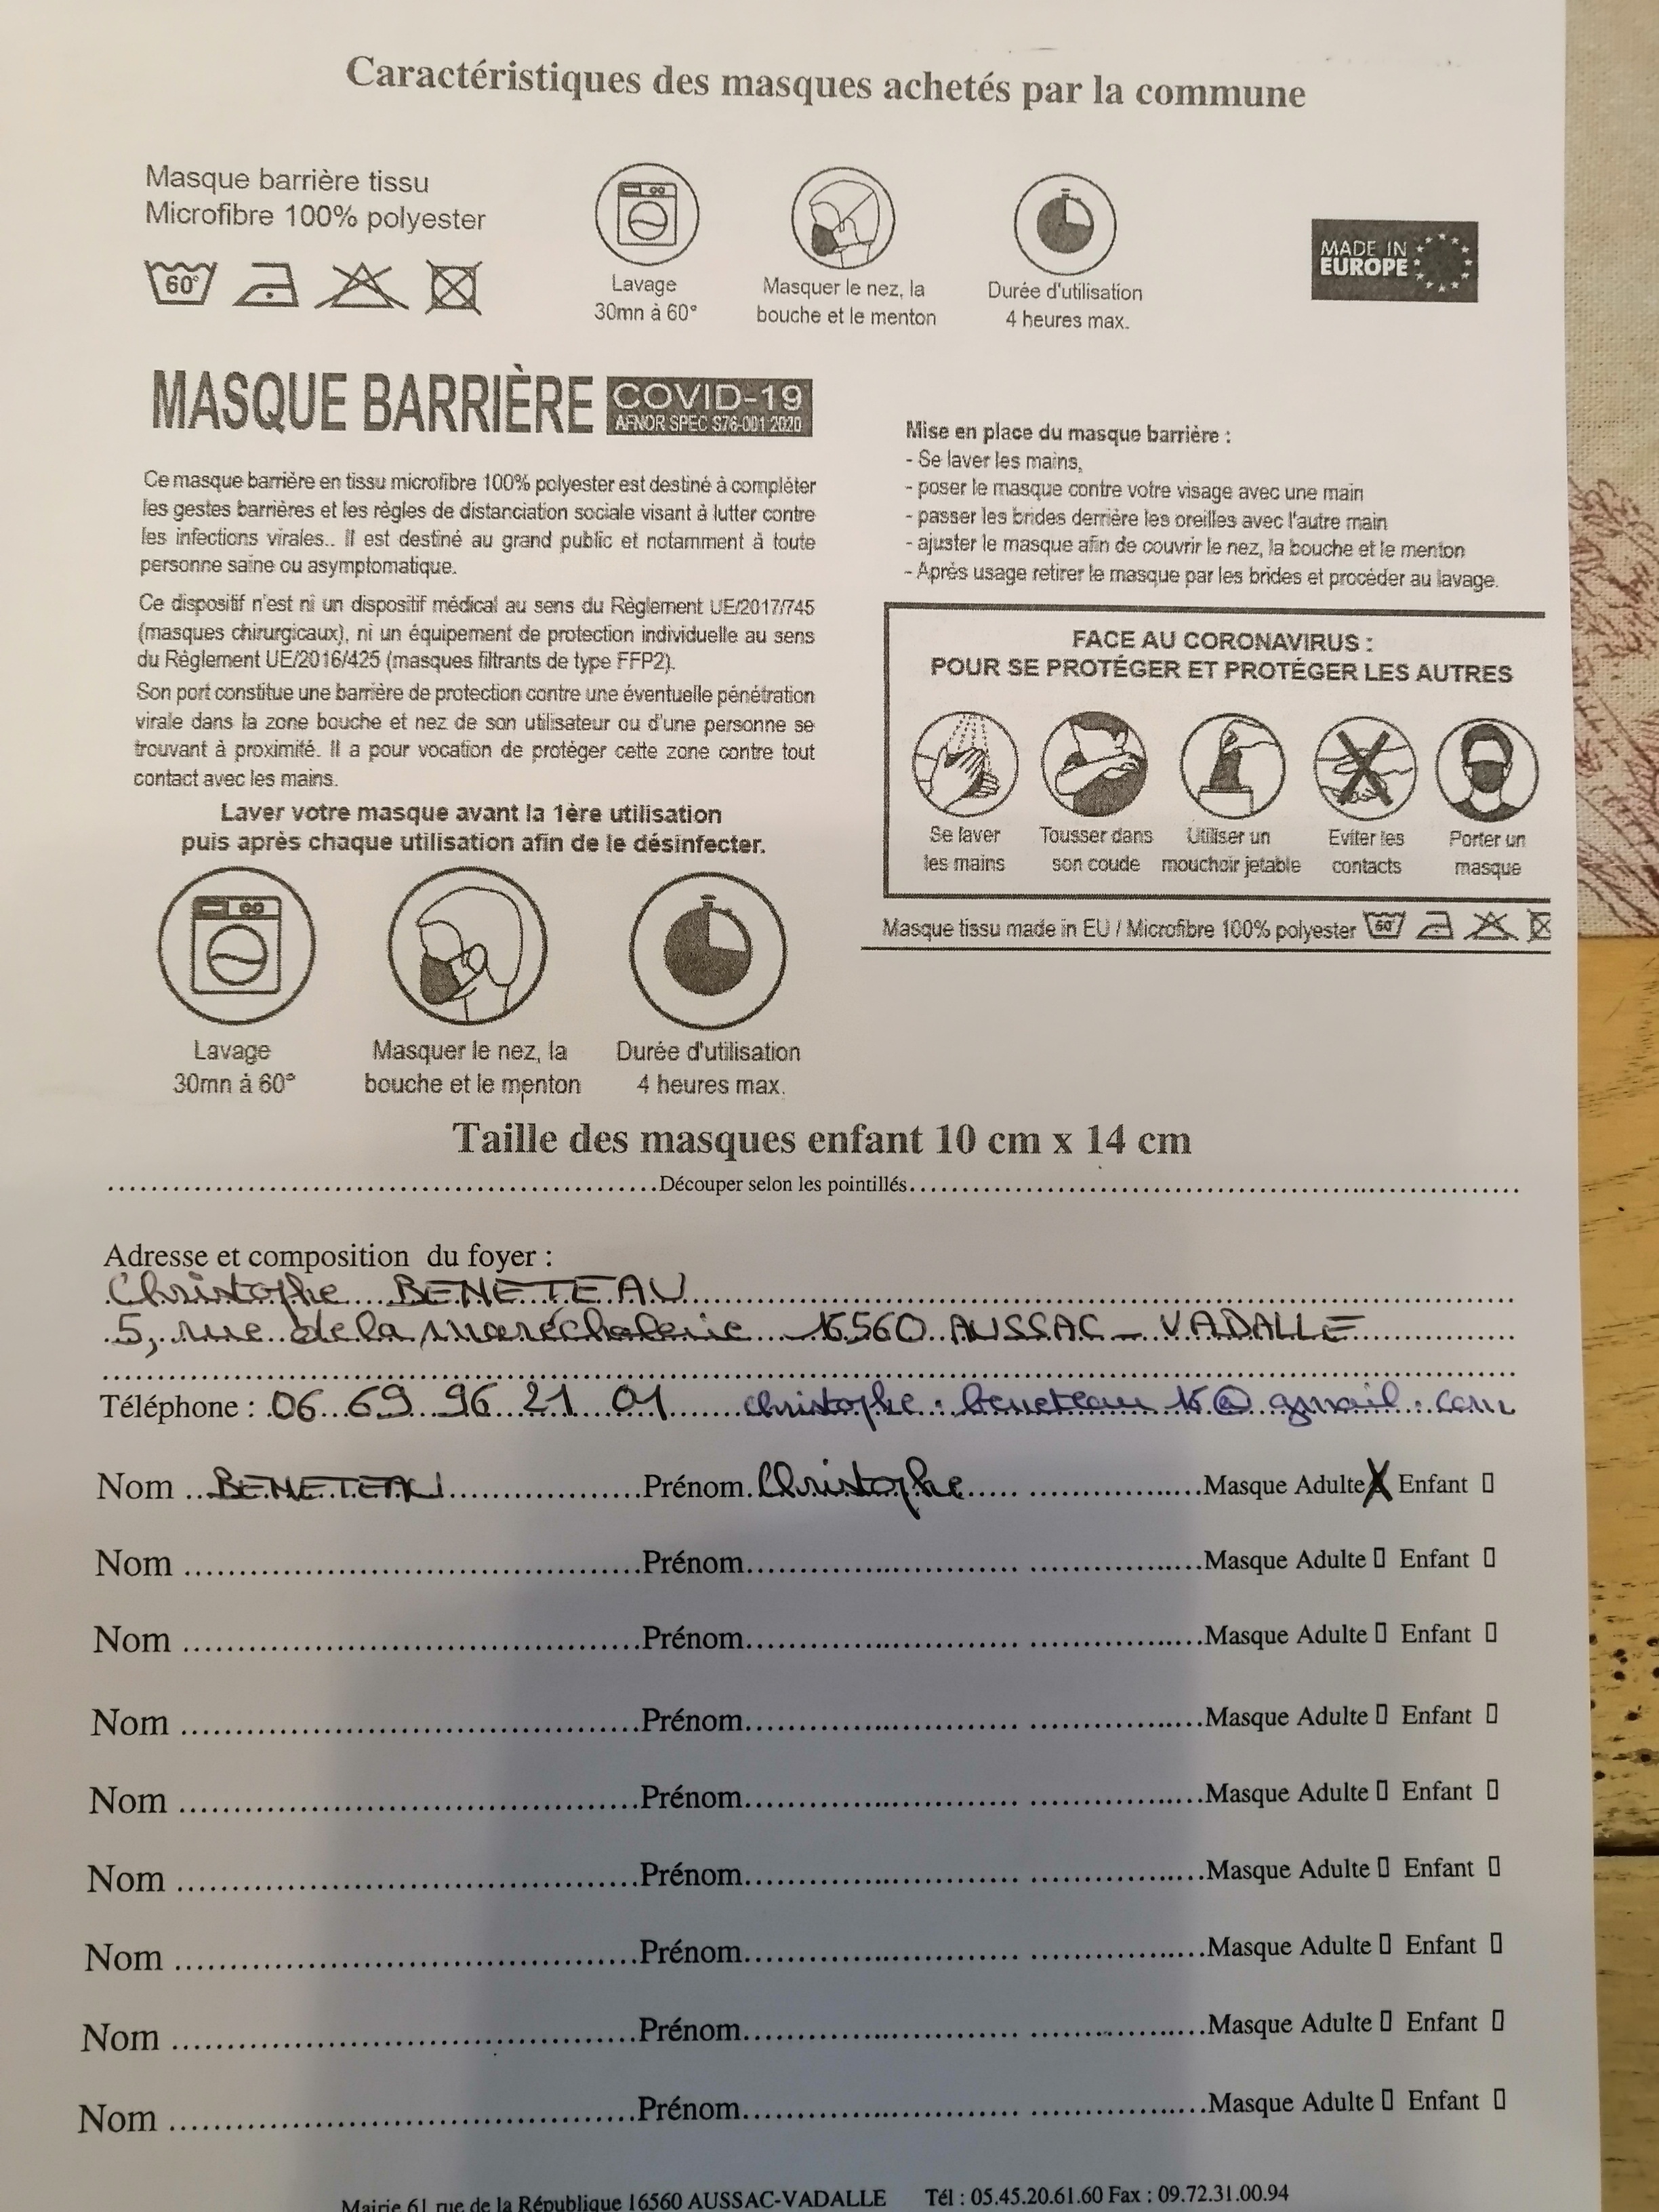 Caractéristiques des masques achetés par la commune
Masque barrière tissu
Microfibre 100% polyester
60°
Lavage
30mn à 60°
Masquer le nez, la
bouche et le menton
Durée d'utilisation
4 heures max.
MADE IN
EUROPE
MASQUE BARRIÈRE
COVID-19
AFNOR SPEC S76-001:2020
Ce masque barrière en tissu microfibre 100% polyester est destiné à compléter
les gestes barrières et les règles de distanciation sociale visant à lutter contre
les infections virales.. Il est destiné au grand public et notamment à toute
personne saine ou asymptomatique.
Ce dispositif n'est ni un dispositif médical au sens du Règlement UE/2017/745
(masques chirurgicaux), ni un équipement de protection individuelle au sens
du Règlement UE/2016/425 (masques filtrants de type FFP2).
Son port constitue une barrière de protection contre une éventuelle pénétration
virale dans la zone bouche et nez de son utilisateur ou d'une personne se
trouvant à proximité. Il a pour vocation de protéger cette zone contre tout
contact avec les mains.
Laver votre masque avant la 1ère utilisation
puis après chaque utilisation afin de le désinfecter.
Lavage
30mn à 60°
Masquer le nez, la
bouche et le menton
Durée d'utilisation
4 heures max.
Mise en place du masque barrière :
- Se laver les mains,
- poser le masque contre votre visage avec une main
- passer les brides derrière les oreilles avec l'autre main
- ajuster le masque afin de couvrir le nez, la bouche et le menton
- Après usage retirer le masque par les brides et procéder au lavage.
FACE AU CORONAVIRUS :
POUR SE PROTÉGER ET PROTÉGER LES AUTRES
Se laver
les mains
Tousser dans
son coude
Utiliser un
mouchoir jetable
Eviter les
contacts
Porter un
masque
Masque tissu made in EU / Microfibre 100% polyester 60°
Taille des masques enfant 10 cm x 14 cm
Découper selon les pointillés
Adresse et composition du foyer :
Christophe BENETEAU
5, rue de la maréchalerie 16560 AUSSAC - VADALLE
Téléphone : 06 69 96 21 01 christophe.beneteau16@gmail.com
Nom BENETEAU Prénom Christophe Masque Adulte X Enfant
Nom Prénom Masque Adulte Enfant
Nom Prénom Masque Adulte Enfant
Nom Prénom Masque Adulte Enfant
Nom Prénom Masque Adulte Enfant
Nom Prénom Masque Adulte Enfant
Nom Prénom Masque Adulte Enfant
Nom Prénom Masque Adulte Enfant
Nom Prénom Masque Adulte Enfant
Mairie 61 rue de la République 16560 AUSSAC-VADALLE Tél : 05.45.20.61.60 Fax : 09.72.31.00.94